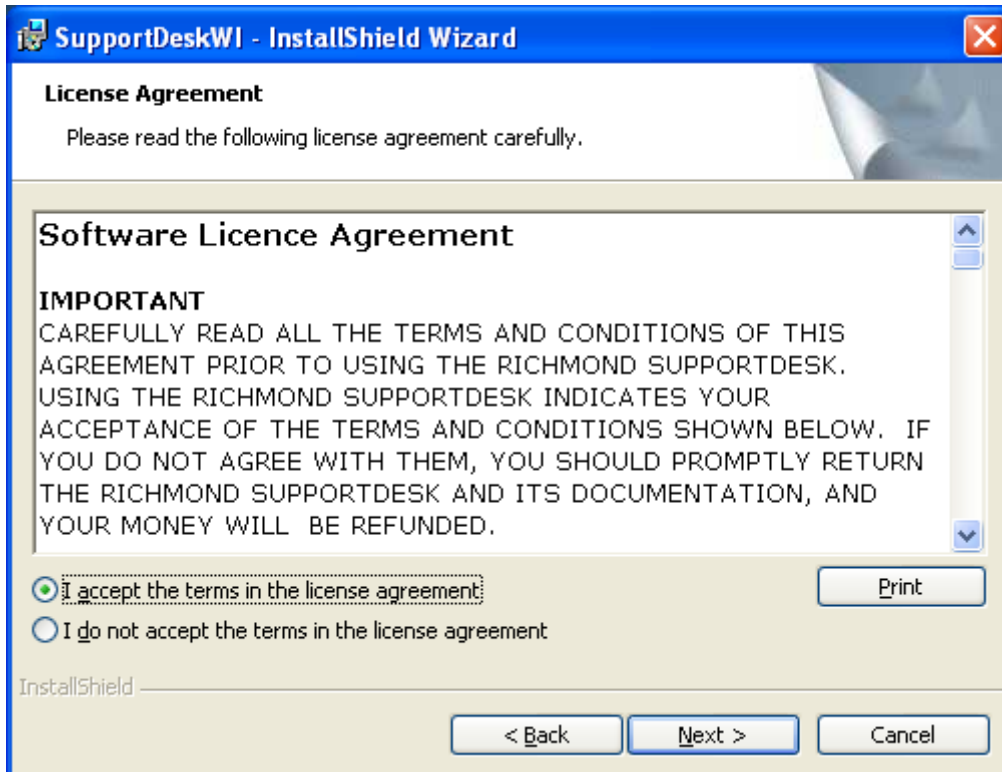 SupportDeskWI - InstallShield Wizard
License Agreement
Please read the following license agreement carefully.
Software Licence Agreement
IMPORTANT
CAREFULLY READ ALL THE TERMS AND CONDITIONS OF THIS
AGREEMENT PRIOR TO USING THE RICHMOND SUPPORTDESK.
USING THE RICHMOND SUPPORTDESK INDICATES YOUR
ACCEPTANCE OF THE TERMS AND CONDITIONS SHOWN BELOW.  IF
YOU DO NOT AGREE WITH THEM, YOU SHOULD PROMPTLY RETURN
THE RICHMOND SUPPORTDESK AND ITS DOCUMENTATION, AND
YOUR MONEY WILL  BE REFUNDED.
I accept the terms in the license agreement
Print
I do not accept the terms in the license agreement
InstallShield
< Back
Next >
Cancel